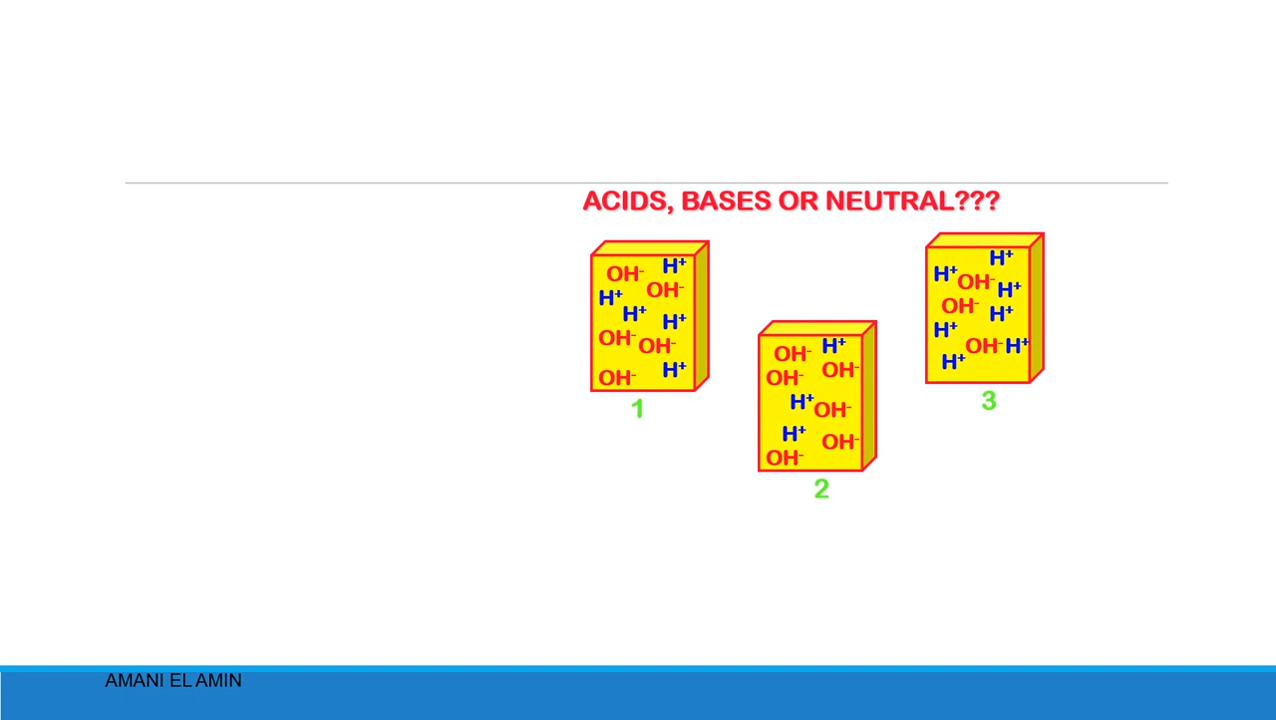 ACIDS, BASES OR NEUTRAL???
OH⁻ H⁺
OH⁻
H⁺
H⁺ H⁺
OH⁻
OH⁻
H⁺
OH⁻
1
OH⁻ H⁺
OH⁻ OH⁻
H⁺ OH⁻
H⁺ OH⁻
OH⁻
2
H⁺
H⁺ OH⁻ H⁺
OH⁻ H⁺
H⁺
OH⁻ H⁺
H⁺
3
AMANI EL AMIN